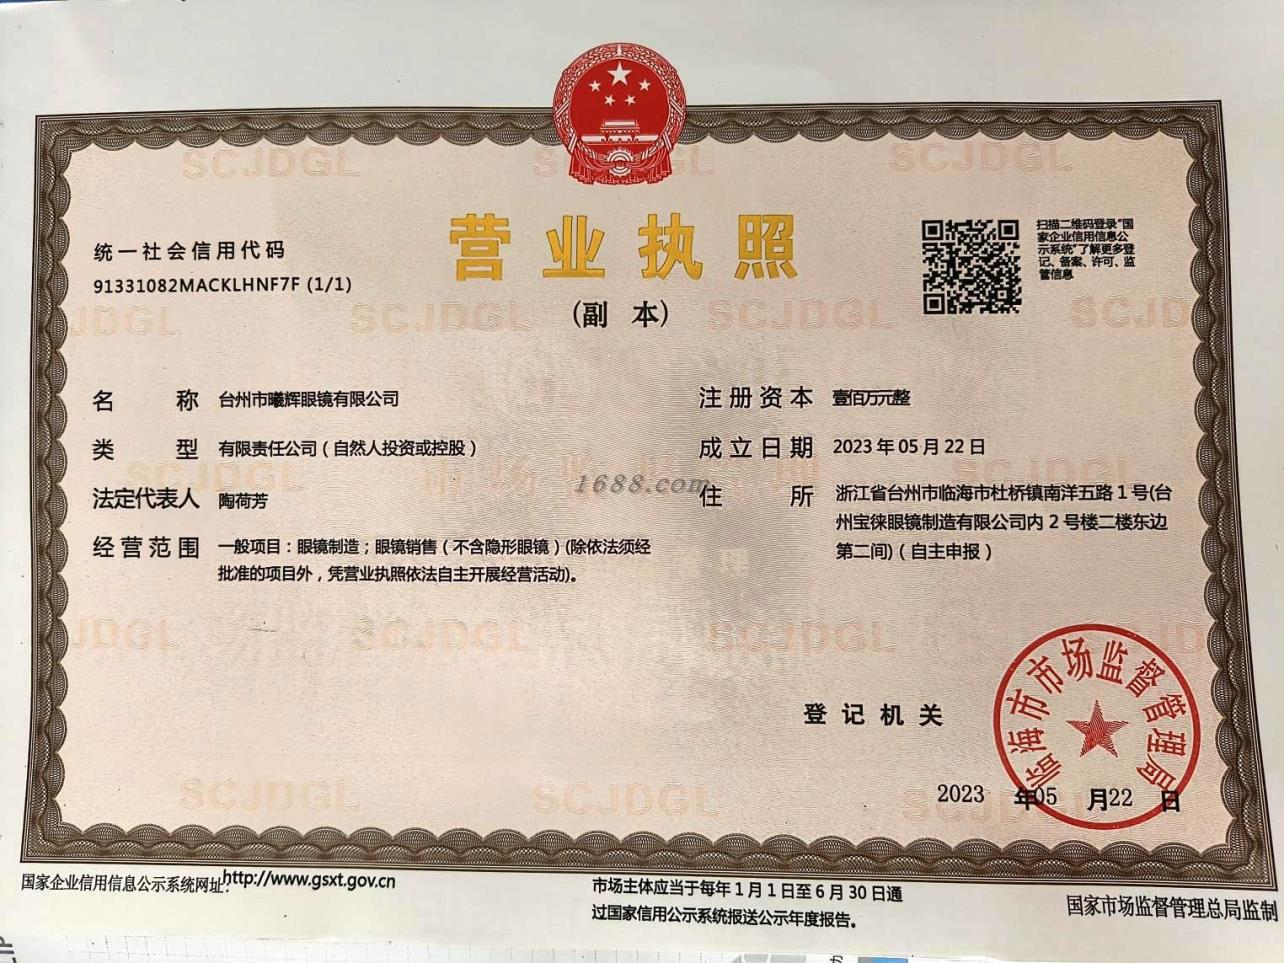 SCJDGL
营业执照
(副 本)
统一社会信用代码
91331082MACKLHNF7F (1/1)
扫描二维码登录“国
家企业信用信息公
示系统”了解更多登
记、备案、许可、监
管信息
名 称 台州市曦辉眼镜有限公司
类 型 有限责任公司（自然人投资或控股）
法定代表人 陶荷芳
经营范围 一般项目：眼镜制造；眼镜销售（不含隐形眼镜）(除依法须经
批准的项目外，凭营业执照依法自主开展经营活动)。
注册资本 壹佰万元整
成立日期 2023 年 05 月 22 日
住 所 浙江省台州市临海市杜桥镇南洋五路 1 号(台
州宝徕眼镜制造有限公司内 2 号楼二楼东边
第二间)（自主申报）
1688.com
登记机关
临海市市场监督管理局
2023 年05 月22 日
国家企业信用信息公示系统网址：http://www.gsxt.gov.cn
市场主体应当于每年 1 月 1 日至 6 月 30 日通
过国家信用公示系统报送公示年度报告。
国家市场监督管理总局监制